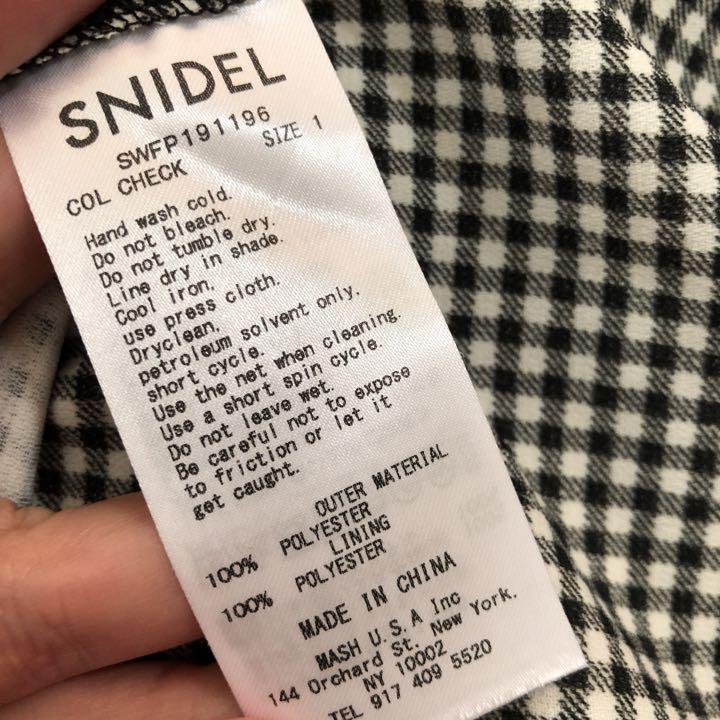 SNIDEL
SWFP191196
COL CHECK SIZE 1
Hand wash cold.
Do not bleach.
Do not tumble dry.
Line dry in shade.
Cool iron.
use press cloth.
Dryclean.
petroleum solvent only.
short cycle.
Use the net when cleaning.
Use a short spin cycle.
Do not leave wet.
Be careful not to expose
to friction or let it
get caught.
OUTER MATERIAL
100% POLYESTER
LINING
100% POLYESTER
MADE IN CHINA
MASH U.S.A Inc
144 Orchard St. New York.
NY 10002
TEL 917 409 5520